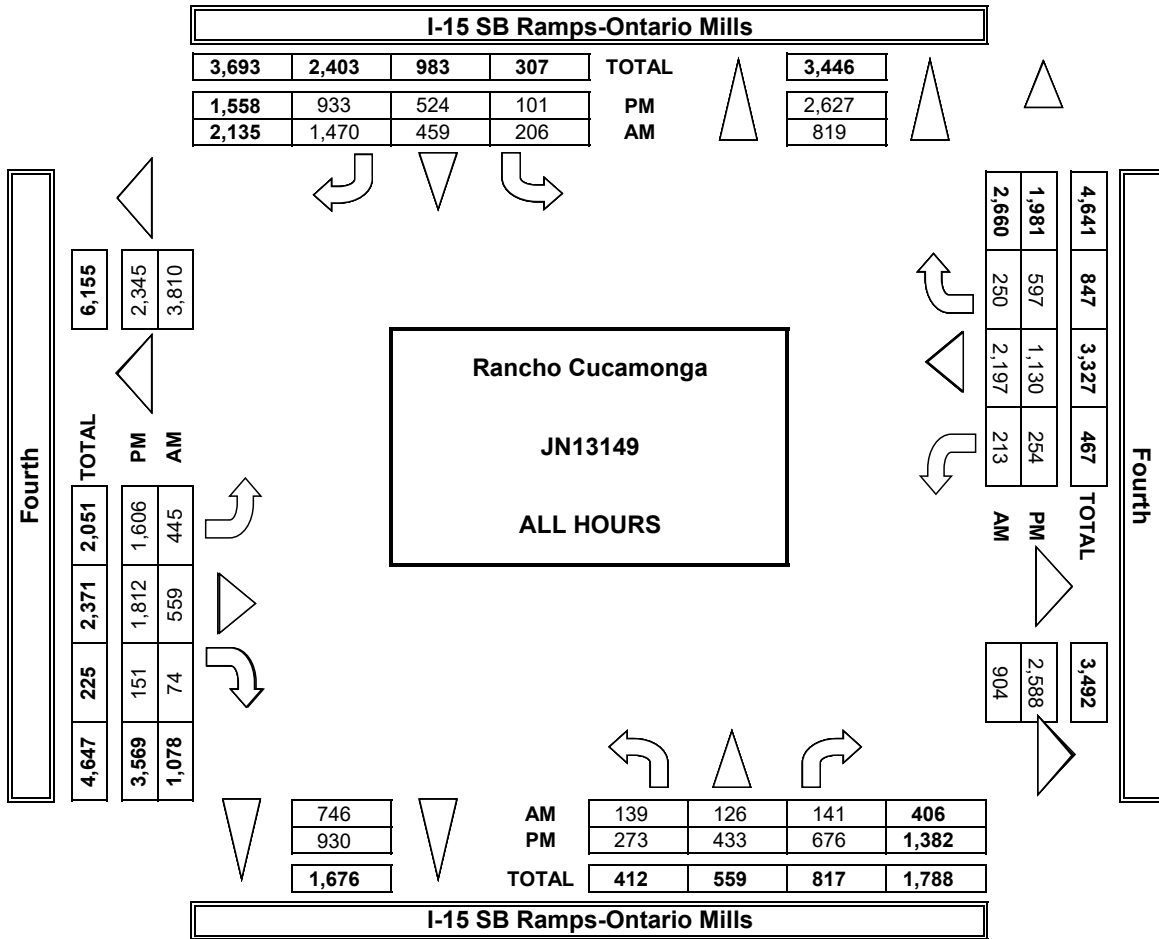 I-15 SB Ramps-Ontario Mills
3,693 2,403 983 307 TOTAL 3,446
1,558 933 524 101 PM 2,627
2,135 1,470 459 206 AM 819
Fourth
6,155
2,345
3,810
TOTAL
PM
AM
2,051 2,371 225 4,647
1,606 1,812 151 3,569
445 559 74 1,078
Rancho Cucamonga
JN13149
ALL HOURS
4,641 847 3,327 467 TOTAL 3,492
1,981 597 1,130 254 PM 2,588
2,660 250 2,197 213 AM 904
Fourth
746 AM 139 126 141 406
930 PM 273 433 676 1,382
1,676 TOTAL 412 559 817 1,788
I-15 SB Ramps-Ontario Mills